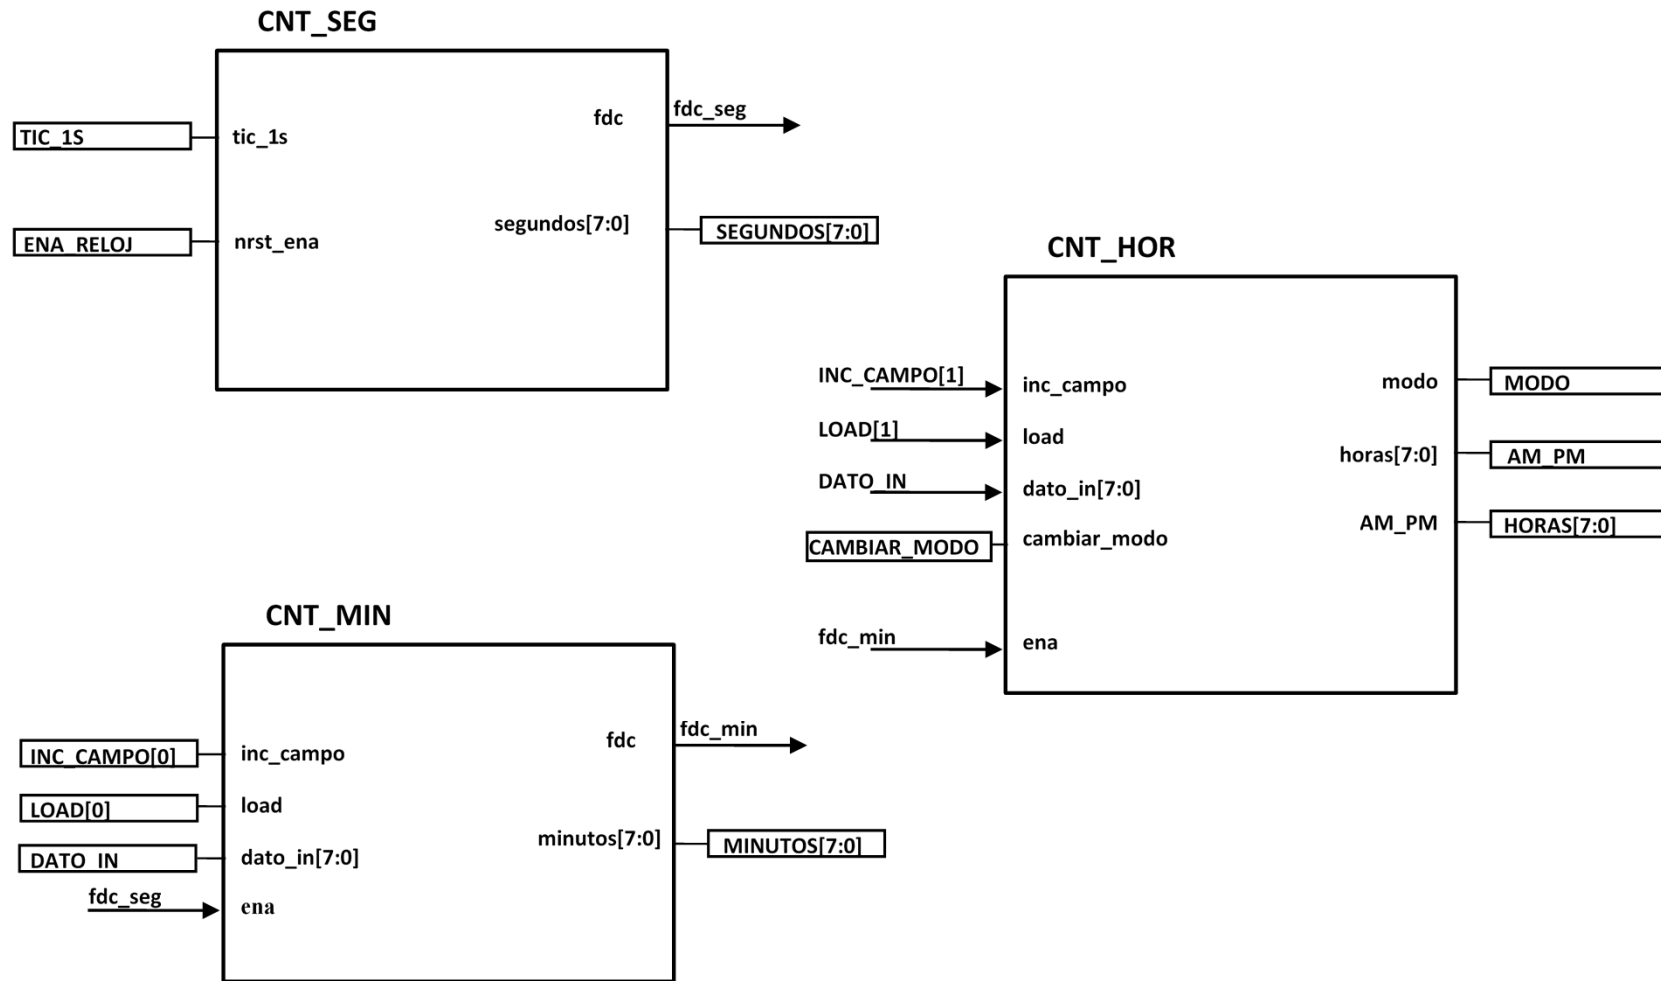 CNT_SEG
fdc
fdc_seg
TIC_1S
tic_1s
segundos[7:0]
SEGUNDOS[7:0]
ENA_RELOJ
nrst_ena
CNT_HOR
INC_CAMPO[1]
inc_campo
modo
MODO
LOAD[1]
load
horas[7:0]
AM_PM
DATO_IN
dato_in[7:0]
AM_PM
HORAS[7:0]
CAMBIAR_MODO
cambiar_modo
fdc_min
ena
CNT_MIN
fdc
fdc_min
INC_CAMPO[0]
inc_campo
LOAD[0]
load
minutos[7:0]
MINUTOS[7:0]
DATO_IN
dato_in[7:0]
fdc_seg
ena